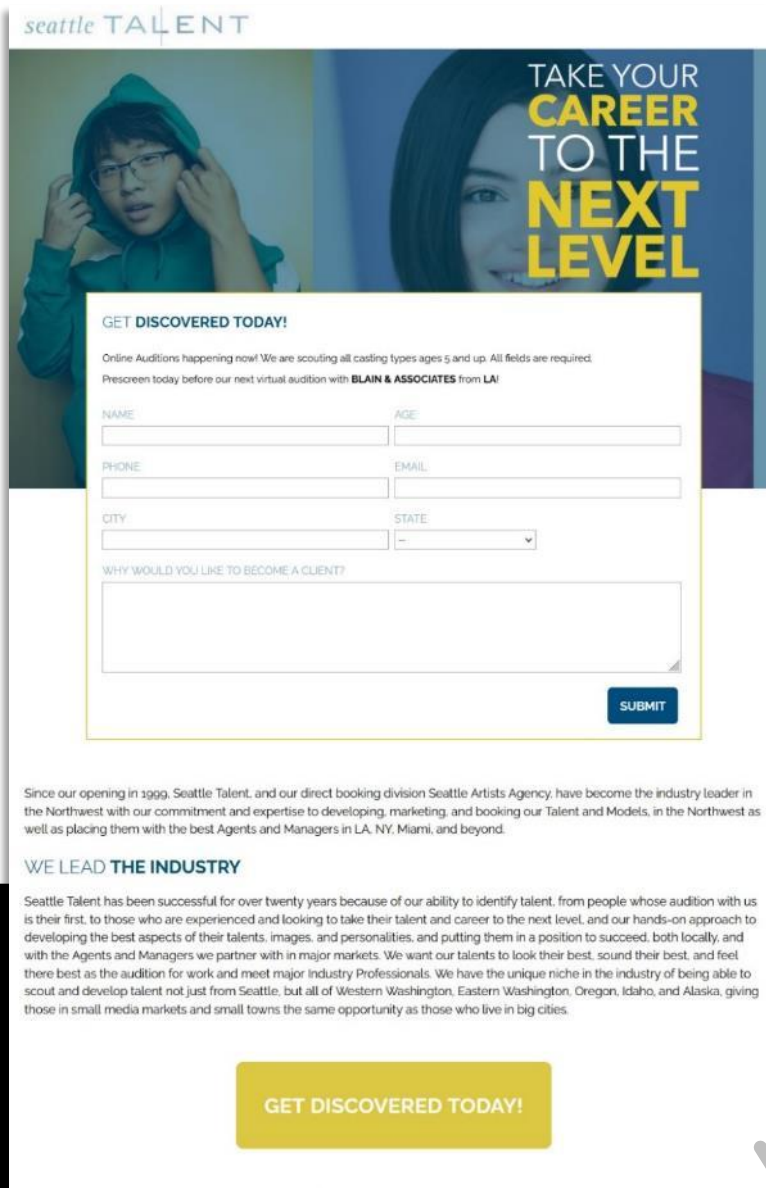 seattle TALENT
TAKE YOUR
CAREER
TO THE
NEXT
LEVEL
GET DISCOVERED TODAY!
Online Auditions happening now! We are scouting all casting types ages 5 and up. All fields are required.
Prescreen today before our next virtual audition with BLAIN & ASSOCIATES from LA!
NAME AGE
PHONE EMAIL
CITY STATE
--
WHY WOULD YOU LIKE TO BECOME A CLIENT?
SUBMIT
Since our opening in 1999, Seattle Talent, and our direct booking division Seattle Artists Agency, have become the industry leader in
the Northwest with our commitment and expertise to developing, marketing, and booking our Talent and Models, in the Northwest as
well as placing them with the best Agents and Managers in LA, NY, Miami, and beyond.
WE LEAD THE INDUSTRY
Seattle Talent has been successful for over twenty years because of our ability to identify talent, from people whose audition with us
is their first, to those who are experienced and looking to take their talent and career to the next level, and our hands-on approach to
developing the best aspects of their talents, images, and personalities, and putting them in a position to succeed, both locally, and
with the Agents and Managers we partner with in major markets. We want our talents to look their best, sound their best, and feel
there best as the audition for work and meet major Industry Professionals. We have the unique niche in the industry of being able to
scout and develop talent not just from Seattle, but all of Western Washington, Eastern Washington, Oregon, Idaho, and Alaska, giving
those in small media markets and small towns the same opportunity as those who live in big cities.
GET DISCOVERED TODAY!